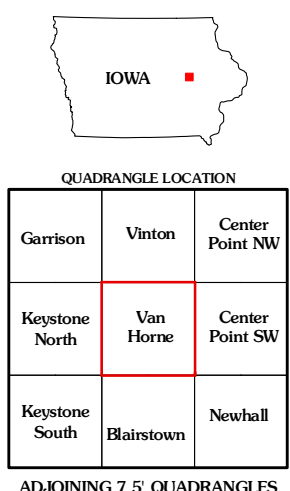 IOWA
QUADRANGLE LOCATION
Garrison
Vinton
Center
Point NW
Keystone
North
Van
Horne
Center
Point SW
Keystone
South
Blairstown
Newhall
ADJOINING 7.5' QUADRANGLES